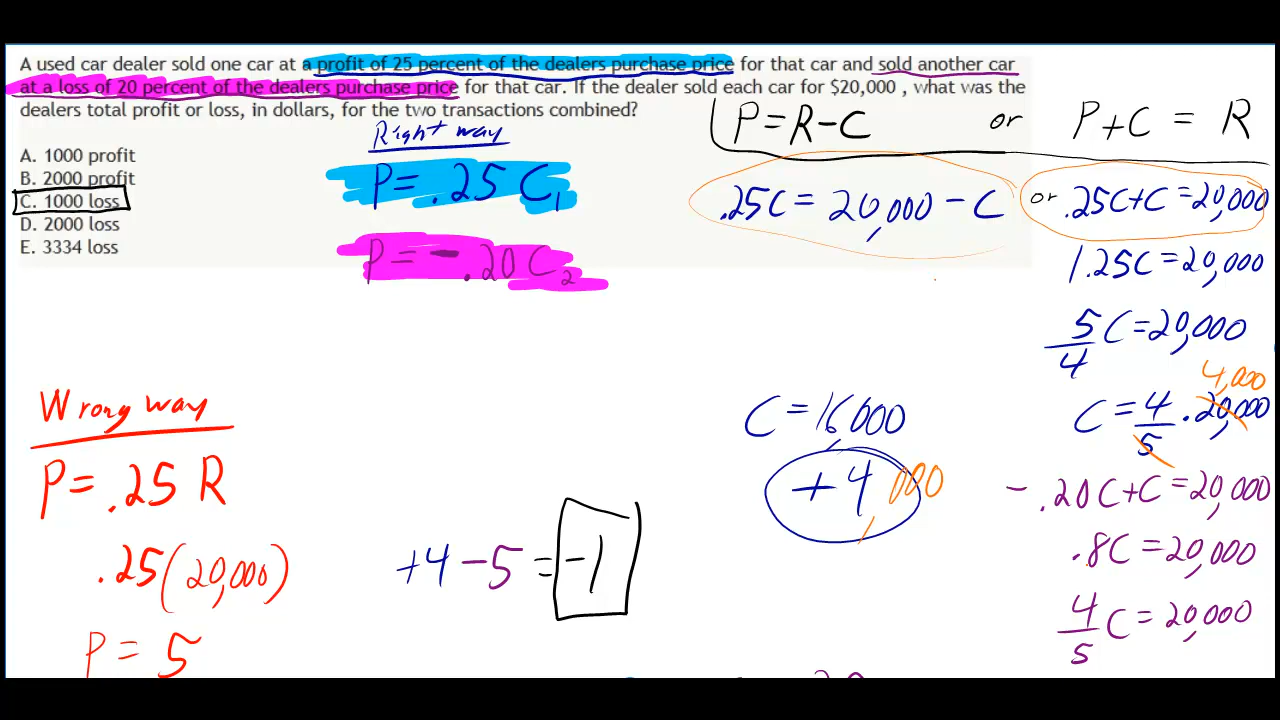 A used car dealer sold one car at a profit of 25 percent of the dealers purchase price for that car and sold another car
at a loss of 20 percent of the dealers purchase price for that car. If the dealer sold each car for $20,000 , what was the
dealers total profit or loss, in dollars, for the two transactions combined?
A. 1000 profit
B. 2000 profit
C. 1000 loss
D. 2000 loss
E. 3334 loss
Right way
P = .25 C₁
P = -.20 C₂
P = R - C or P + C = R
.25C = 20,000 - C
or .25C + C = 20,000
1.25C = 20,000
5/4 C = 20,000
4,000
C = 4/5 · 20,000
C = 16,000
+ 4,000
-.20C + C = 20,000
.8C = 20,000
4/5 C = 20,000
Wrong way
P = .25 R
.25(20,000)
P = 5
+4 - 5 = -1